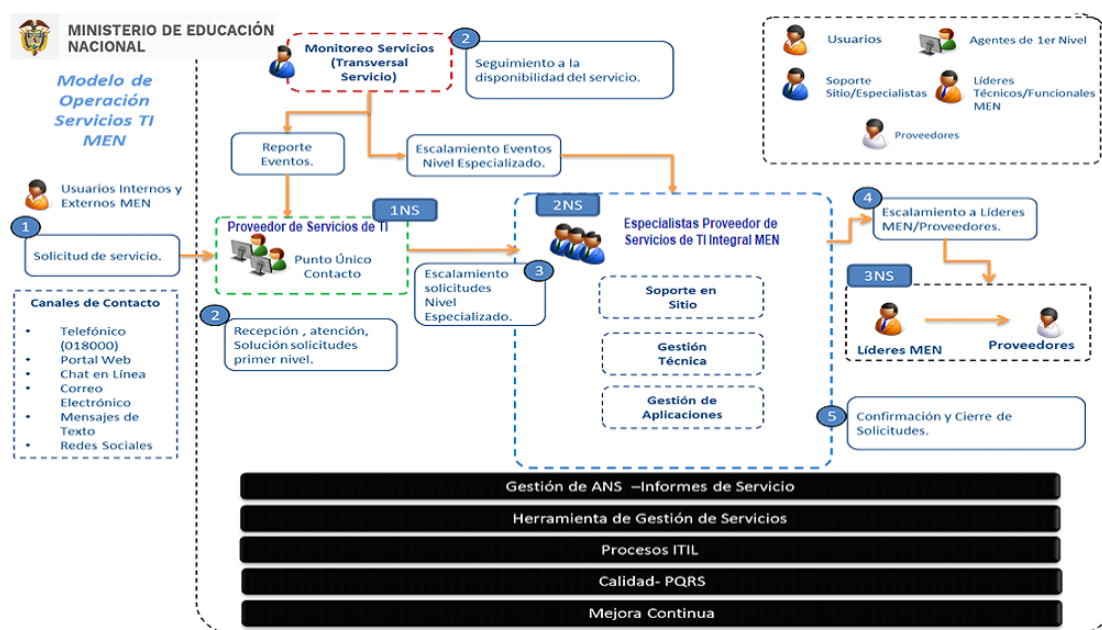 MINISTERIO DE EDUCACIÓN
NACIONAL
Modelo de
Operación
Servicios TI
MEN
Monitoreo Servicios
(Transversal
Servicio)
2
Seguimiento a la
disponibilidad del servicio.
Usuarios
Agentes de 1er Nivel
Soporte
Sitio/Especialistas
Líderes
Técnicos/Funcionales
MEN
Proveedores
Reporte
Eventos.
Escalamiento Eventos
Nivel Especializado.
Usuarios Internos y
Externos MEN
1
Solicitud de servicio.
1NS
Proveedor de Servicios de TI
Punto Único
Contacto
2NS
Especialistas Proveedor de
Servicios de TI Integral MEN
4
Escalamiento a Líderes
MEN/Proveedores.
Canales de Contacto
• Telefónico
(018000)
• Portal Web
• Chat en Línea
• Correo
Electrónico
• Mensajes de
Texto
• Redes Sociales
2
Recepción , atención,
Solución solicitudes
primer nivel.
3
Escalamiento
solicitudes
Nivel
Especializado.
Soporte en
Sitio
Gestión
Técnica
Gestión de
Aplicaciones
3NS
Líderes MEN
Proveedores
5
Confirmación y Cierre de
Solicitudes.
Gestión de ANS –Informes de Servicio
Herramienta de Gestión de Servicios
Procesos ITIL
Calidad- PQRS
Mejora Continua